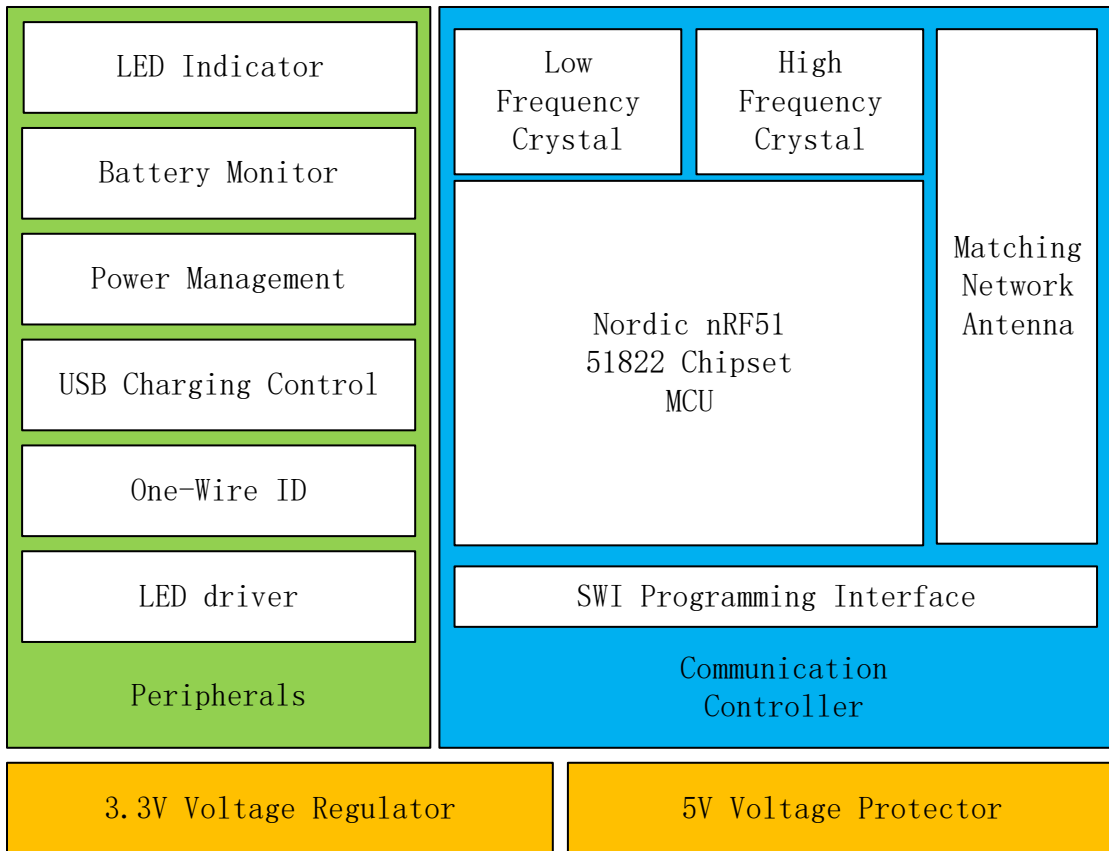 LED Indicator
Battery Monitor
Power Management
USB Charging Control
One-Wire ID
LED driver
Peripherals
Low
Frequency
Crystal
High
Frequency
Crystal
Matching
Network
Antenna
Nordic nRF51
51822 Chipset
MCU
SWI Programming Interface
Communication
Controller
3.3V Voltage Regulator
5V Voltage Protector